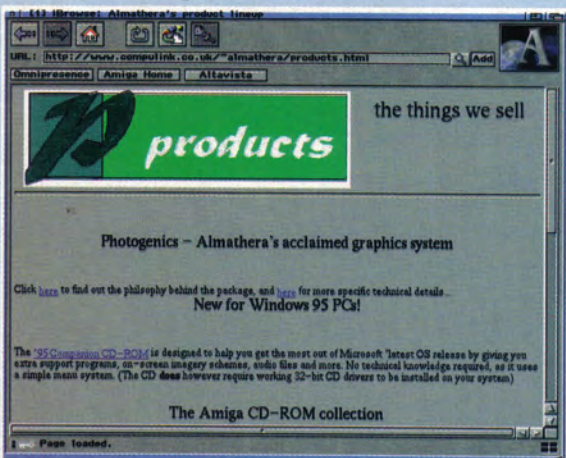 [1] IBrowse: Almathera's product lineup
URL: http://www.compulink.co.uk/~almathera/products.html Add
Omnipresence Amiga Home Altavista
A
p products
the things we sell
Photogenics - Almathera's acclaimed graphics system
Click here to find out the philsophy behind the package, and here for more specific technical details...
New for Windows 95 PCs!
The '95 Companion CD-ROM is designed to help you get the most out of Microsoft 'latest OS release by giving you
extra support programs, on-screen imagery schemes, audio files and more. No technical knowledge required, as it uses
a simple menu system. (The CD does however require working 32-bit CD drivers to be installed on your system)
The Amiga CD-ROM collection
Page loaded.